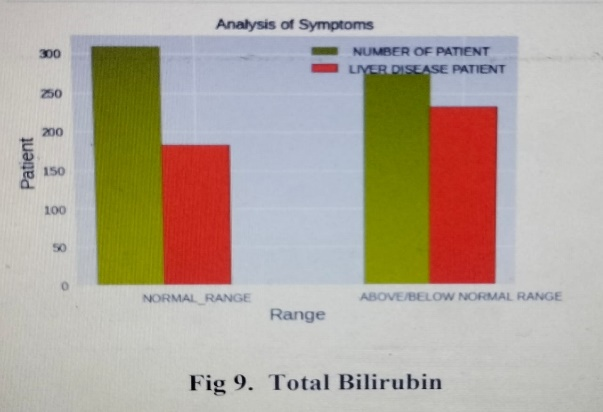 Analysis of Symptoms
300
250
200
150
100
50
0
Patient
NUMBER OF PATIENT
LIVER DISEASE PATIENT
NORMAL_RANGE
ABOVE/BELOW NORMAL RANGE
Range
Fig 9. Total Bilirubin